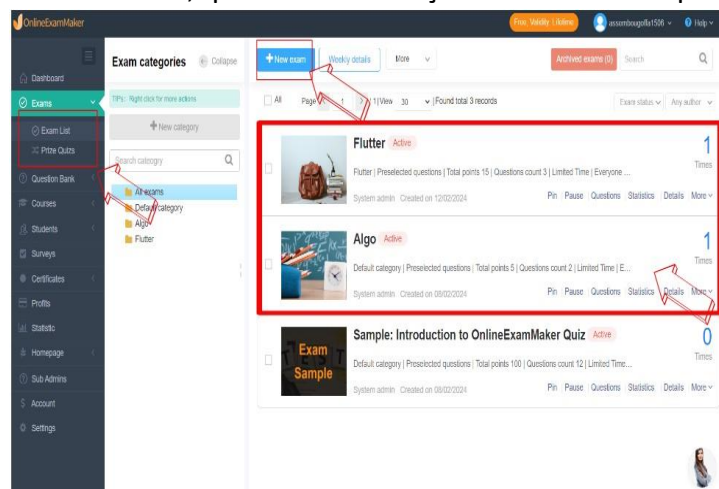 OnlineExamMaker
Free, Validity: Lifetime
assombougolla1506
Help
Dashboard
Exams
Exam List
Prize Quizs
Question Bank
Courses
Students
Surveys
Certificates
Profits
Statistic
Homepage
Sub Admins
Account
Settings
Exam categories
Collapse
TIPs: Right click for more actions
New category
Search category
All exams
Default category
Algo
Flutter
New exam
Weekly details
More
Archived exams (0)
Search
All
Page 1 / 1 | View 30 | Found total 3 records
Exam status
Any author
Flutter Active
1
Flutter | Preselected questions | Total points 15 | Questions count 3 | Limited Time | Everyone ...
Times
System admin Created on 12/02/2024
Pin Pause Questions Statistics Details More
Algo Active
1
Default category | Preselected questions | Total points 5 | Questions count 2 | Limited Time | E...
Times
System admin Created on 08/02/2024
Pin Pause Questions Statistics Details More
Exam
Sample
Sample: Introduction to OnlineExamMaker Quiz Active
0
Default category | Preselected questions | Total points 100 | Questions count 12 | Limited Time...
Times
System admin Created on 08/02/2024
Pin Pause Questions Statistics Details More